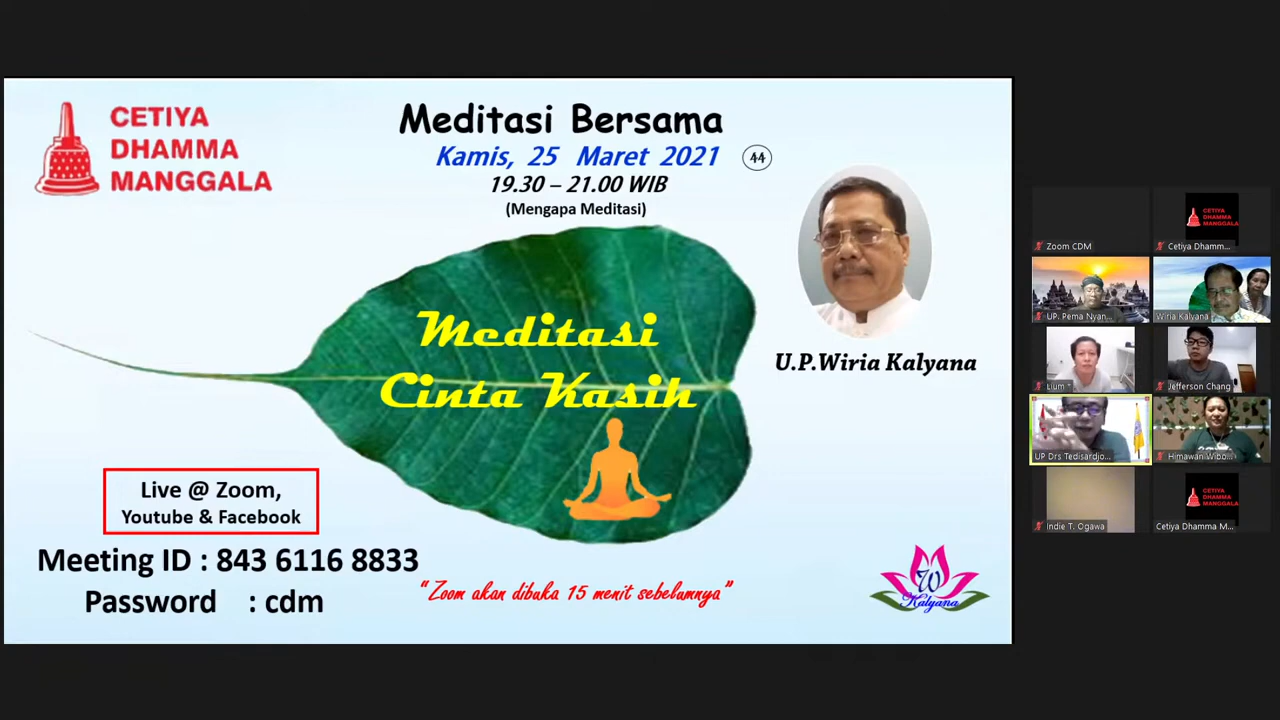 CETIYA
DHAMMA
MANGGALA
Meditasi Bersama
Kamis, 25 Maret 2021
44
19.30 – 21.00 WIB
(Mengapa Meditasi)
Meditasi
Cinta Kasih
U.P.Wiria Kalyana
Live @ Zoom,
Youtube & Facebook
Meeting ID : 843 6116 8833
Password : cdm
“Zoom akan dibuka 15 menit sebelumnya”
W
Kalyana
Zoom CDM
CETIYA
DHAMMA
MANGGALA
Cetiya Dhamm...
UP. Pema Nyan...
Wiria Kalyana
Lium
Jefferson Chang
UP Drs Tedisardjo...
Himawan Wibo...
Indie T. Ogawa
CETIYA
DHAMMA
MANGGALA
Cetiya Dhamma M...